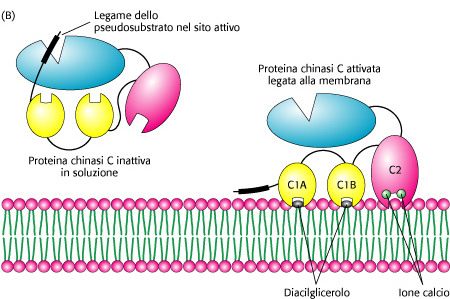 (B)
Legame dello
pseudosubstrato nel sito attivo
Proteina chinasi C inattiva
in soluzione
Proteina chinasi C attivata
legata alla membrana
C1A
C1B
C2
Diacilglicerolo
Ione calcio